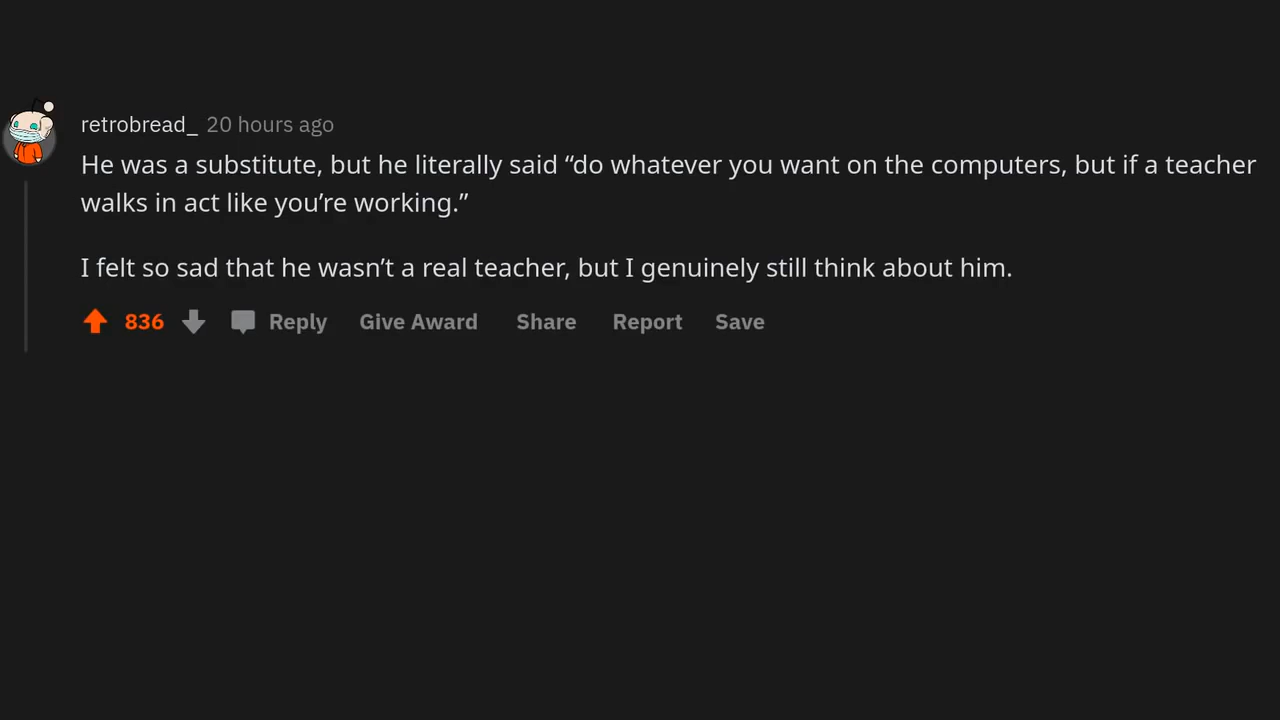 retrobread_ 20 hours ago
He was a substitute, but he literally said “do whatever you want on the computers, but if a teacher
walks in act like you’re working.”
I felt so sad that he wasn’t a real teacher, but I genuinely still think about him.
836 Reply Give Award Share Report Save